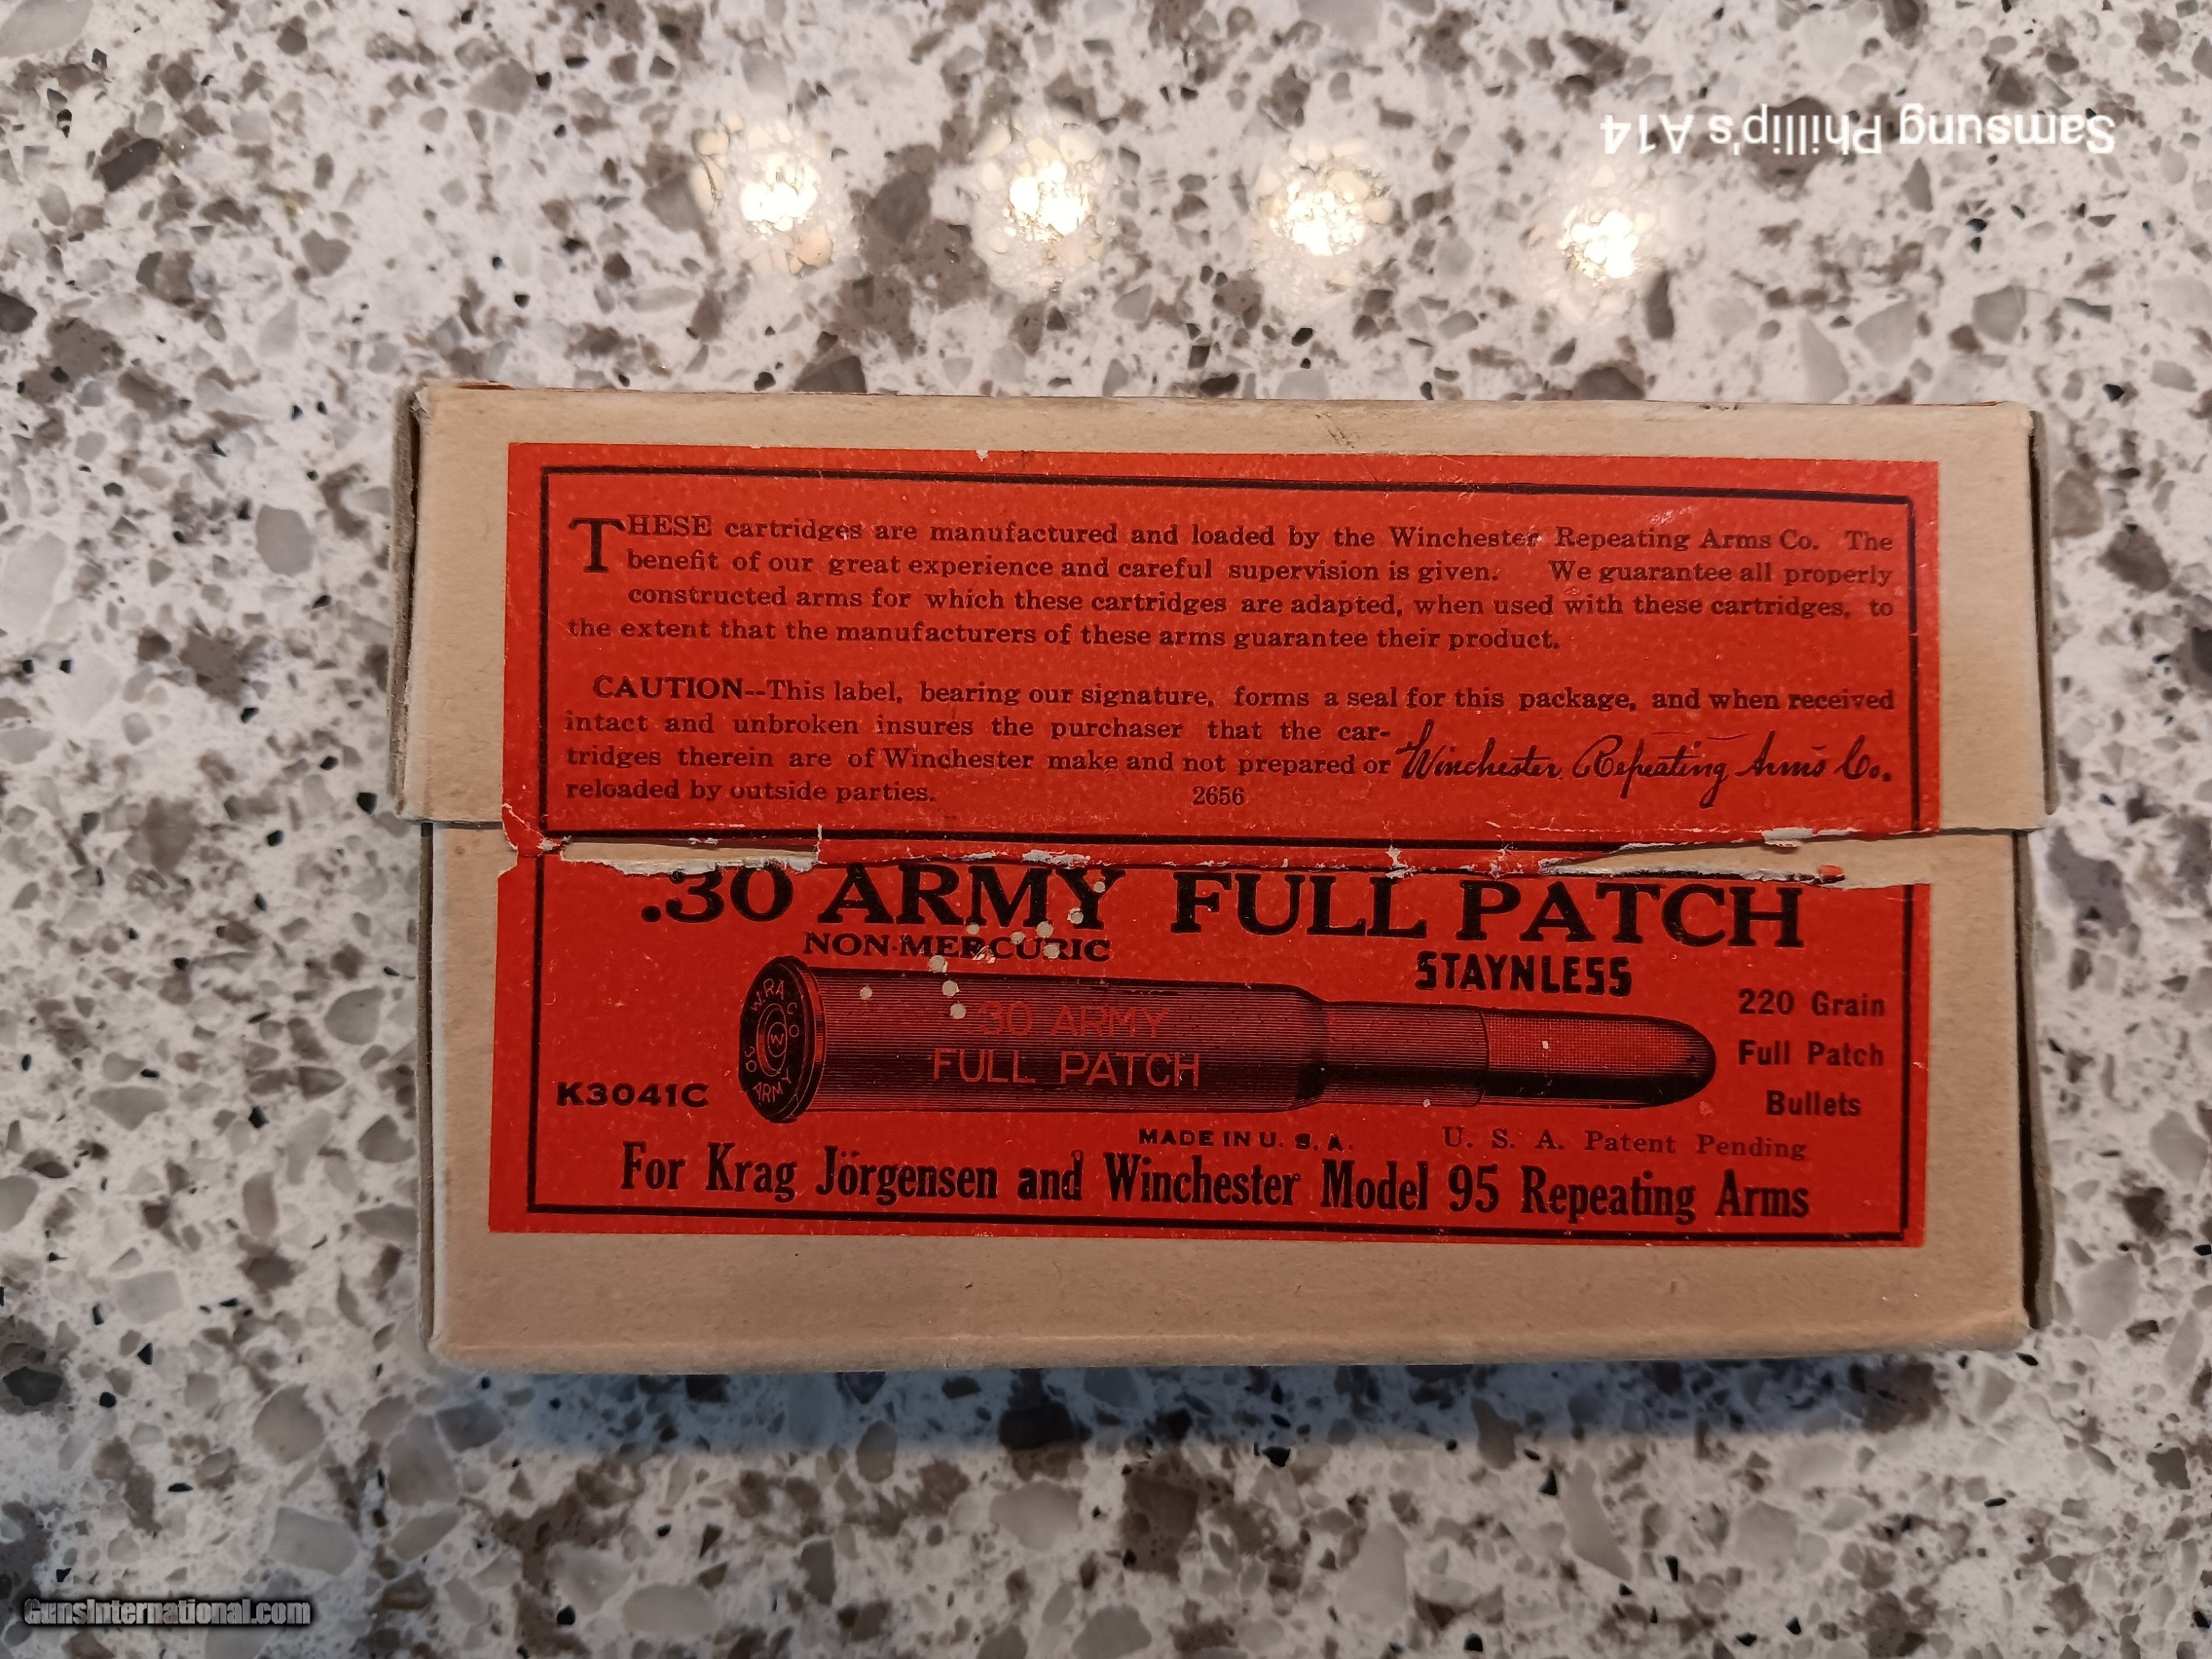 Samsung Phillip's A14
THESE cartridges are manufactured and loaded by the Winchester Repeating Arms Co. The
benefit of our great experience and careful supervision is given. We guarantee all properly
constructed arms for which these cartridges are adapted, when used with these cartridges, to
the extent that the manufacturers of these arms guarantee their product.
CAUTION--This label, bearing our signature, forms a seal for this package, and when received
intact and unbroken insures the purchaser that the car-
tridges therein are of Winchester make and not prepared or
reloaded by outside parties.
Winchester Repeating Arms Co.
2656
.30 ARMY FULL PATCH
NON-MERCURIC
STAYNLESS
W.R.A. CO.
W
30 ARMY
30 ARMY
FULL PATCH
220 Grain
Full Patch
Bullets
K3041C
MADE IN U. S. A.
U. S. A. Patent Pending
For Krag Jörgensen and Winchester Model 95 Repeating Arms
GunsInternational.com